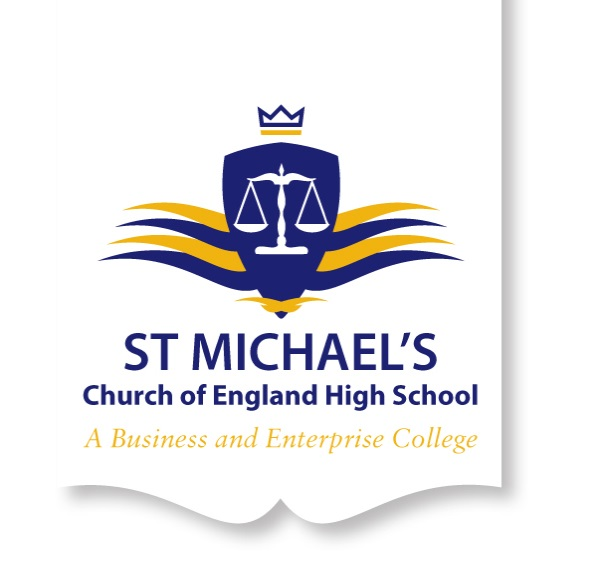 ST MICHAEL’S
Church of England High School
A Business and Enterprise College